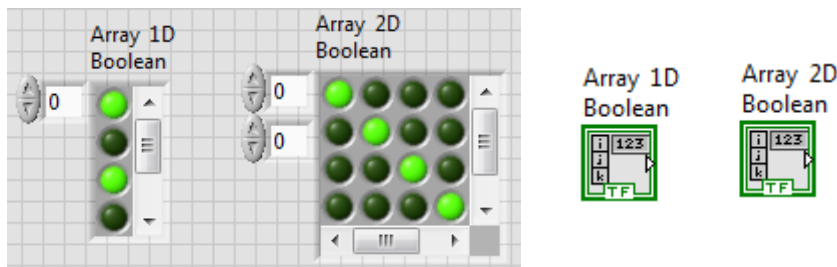 Array 1D
Boolean
0
Array 2D
Boolean
0
0
Array 1D
Boolean
i
j
k
123
TF
Array 2D
Boolean
i
j
k
123
TF